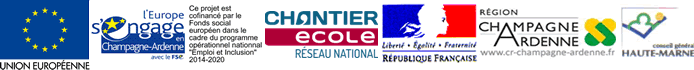 UNION EUROPÉENNE
l'Europe
s'engage
en
Champagne-Ardenne
avec le FSE
Ce projet est
cofinancé par le
Fonds social
européen dans le
cadre du programme
opérationnel national
"Emploi et Inclusion"
2014-2020
CHANTIER
école
RÉSEAU NATIONAL
Liberté • Égalité • Fraternité
RÉPUBLIQUE FRANÇAISE
RÉGION
CHAMPAGNE
ARDENNE
www.cr-champagne-ardenne.fr
conseil général
HAUTE-MARNE